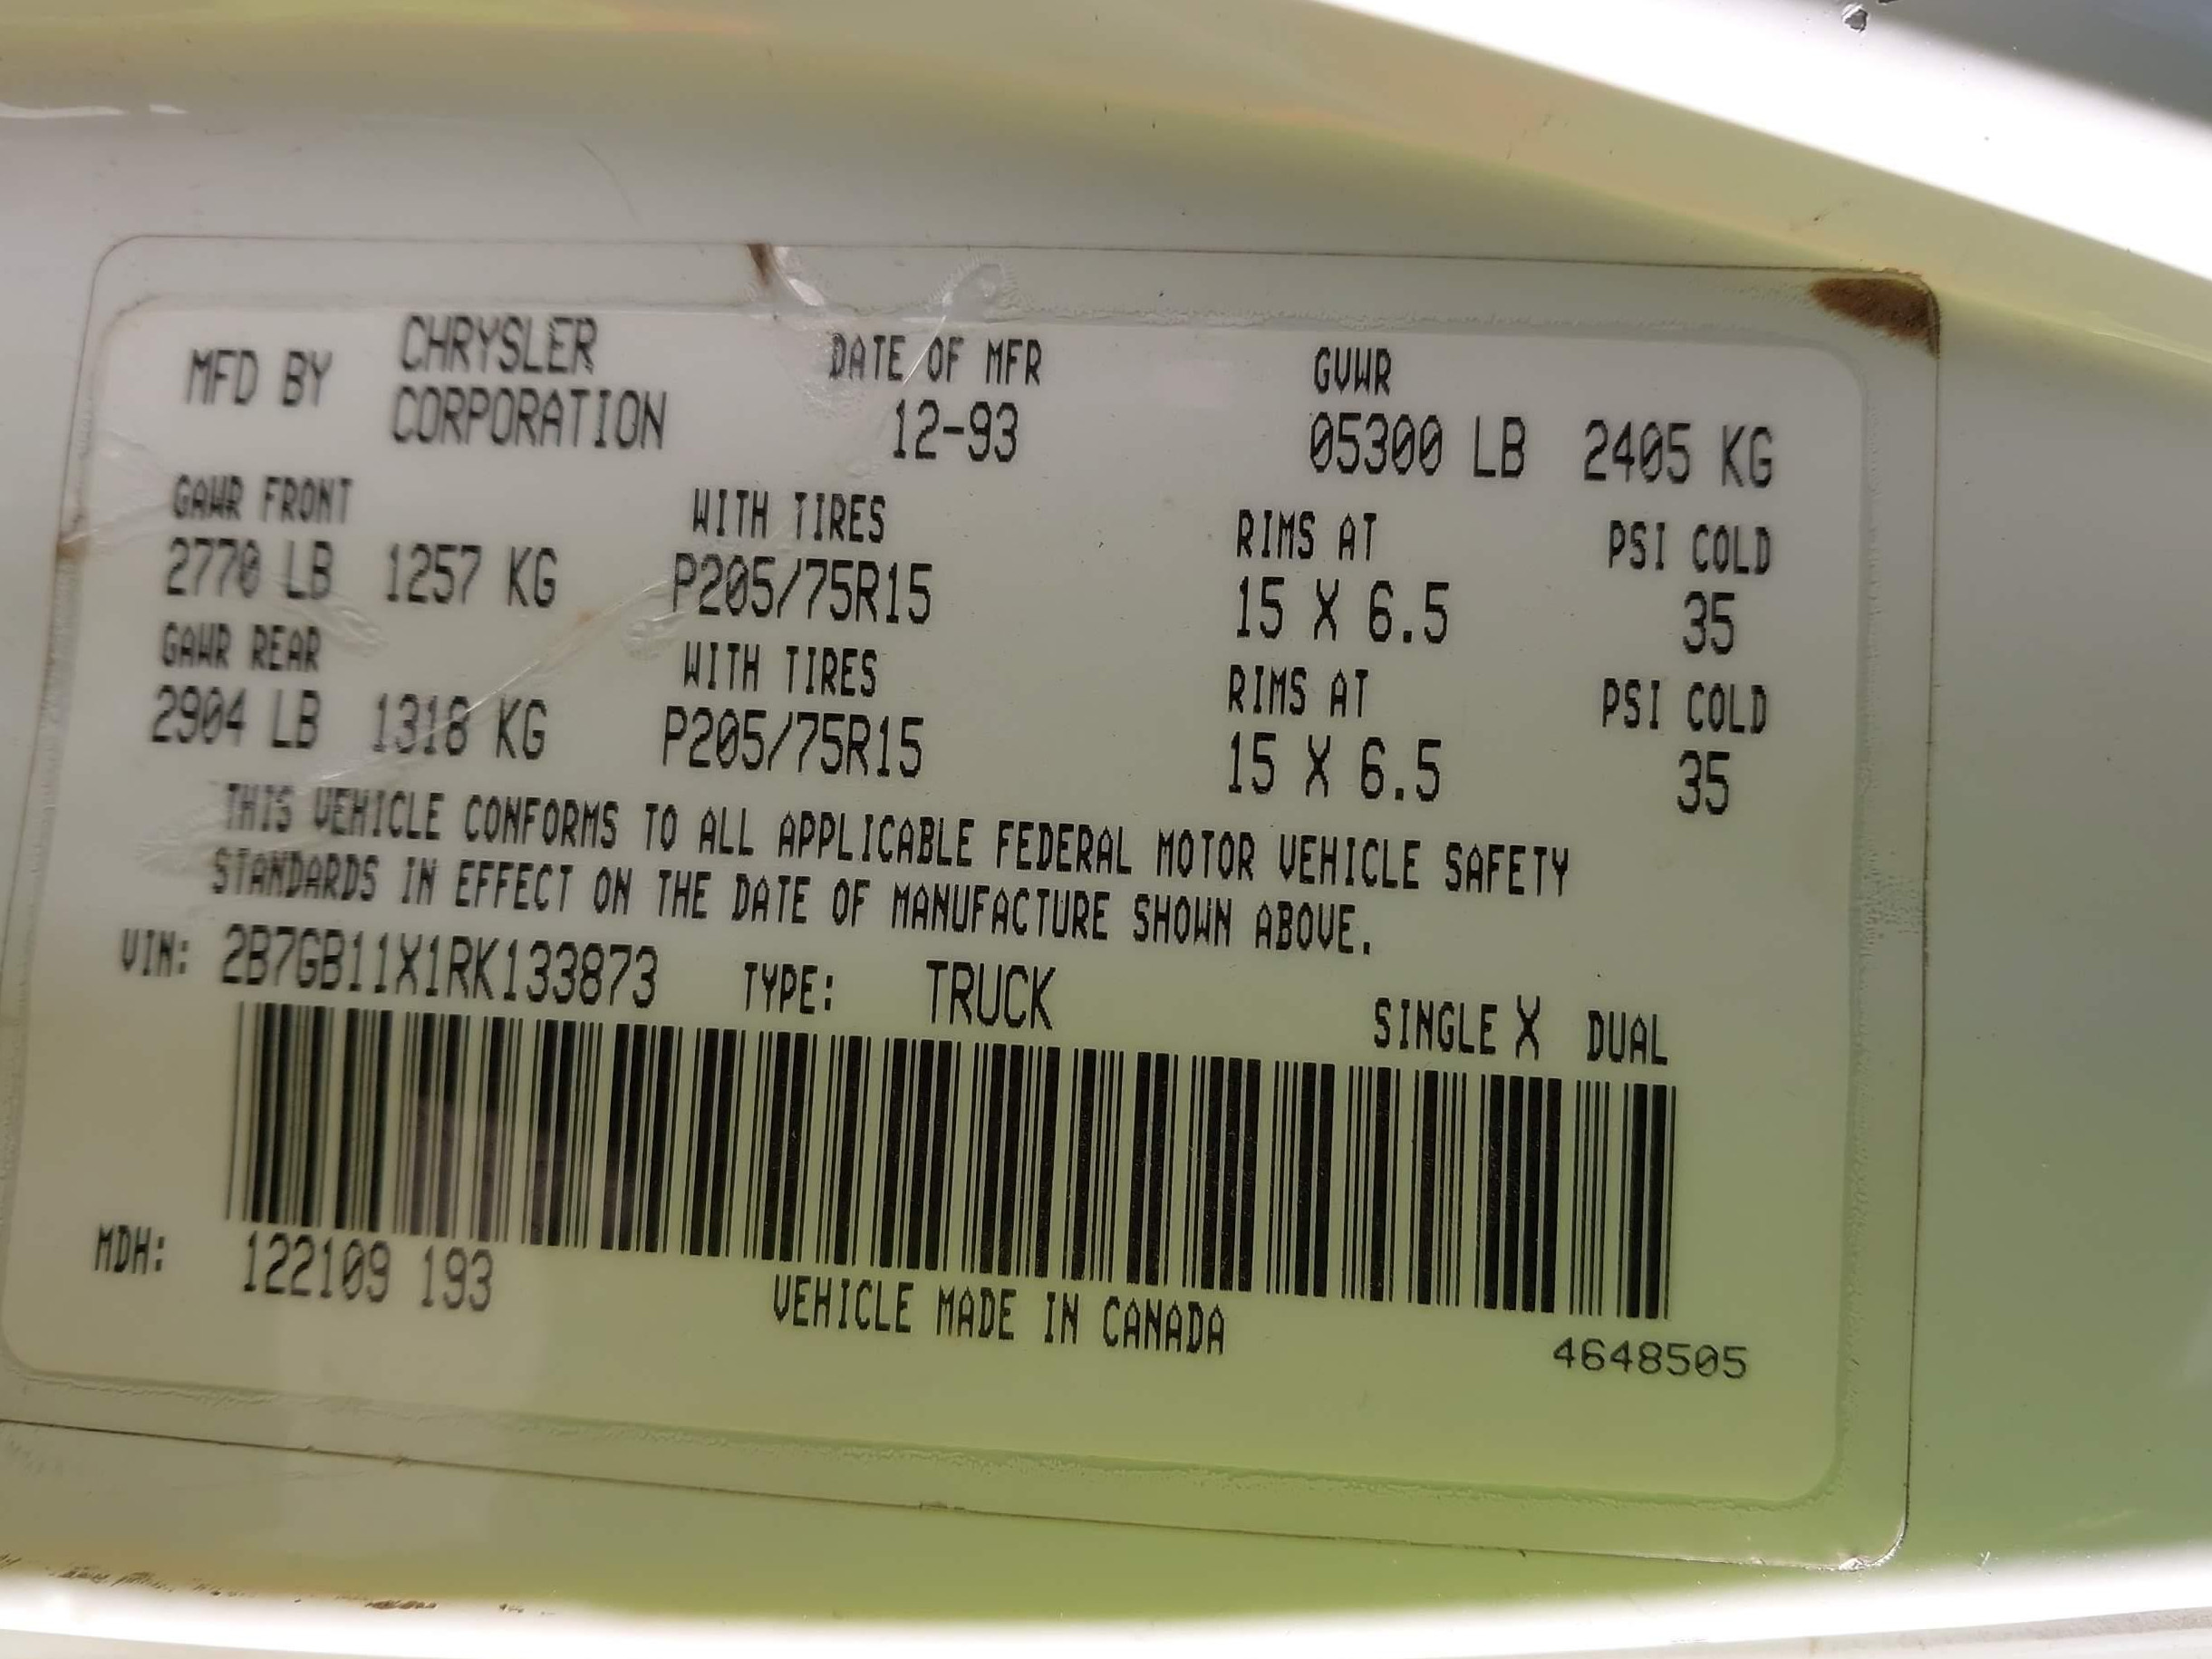 MFD BY CHRYSLER CORPORATION DATE OF MFR 12-93 GVWR 05300 LB 2405 KG
GAWR FRONT WITH TIRES RIMS AT PSI COLD
2770 LB 1257 KG P205/75R15 15 X 6.5 35
GAWR REAR WITH TIRES RIMS AT PSI COLD
2904 LB 1318 KG P205/75R15 15 X 6.5 35
THIS VEHICLE CONFORMS TO ALL APPLICABLE FEDERAL MOTOR VEHICLE SAFETY
STANDARDS IN EFFECT ON THE DATE OF MANUFACTURE SHOWN ABOVE.
VIN: 2B7GB11X1RK133873 TYPE: TRUCK SINGLE X DUAL
MDH: 122109 193
VEHICLE MADE IN CANADA
4648505